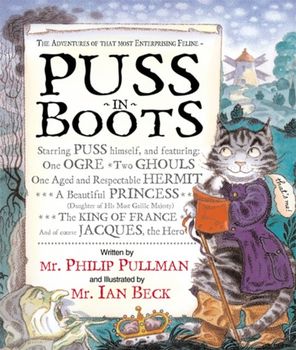 THE ADVENTURES OF THAT MOST ENTERPRISING FELINE ~
PUSS
~IN~
BOOTS
Starring PUSS himself, and featuring:
One OGRE * Two GHOULS
One Aged and Respectable HERMIT
*** A Beautiful PRINCESS **
(Daughter of His Most Gallic Majesty)
*** The KING OF FRANCE ***
And of course JACQUES, the Hero
Written by
Mr. PHILIP PULLMAN
and Illustrated by
Mr. IAN BECK
that's me!